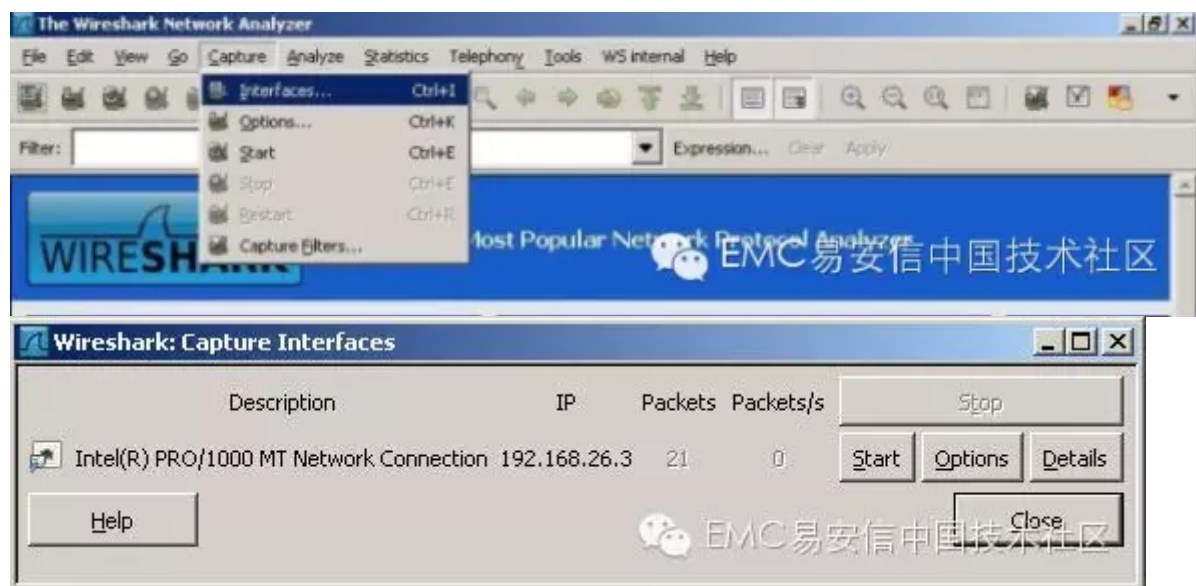 The Wireshark Network Analyzer
File Edit View Go Capture Analyze Statistics Telephony Tools WS internal Help
Interfaces... Ctrl+I
Options... Ctrl+K
Start Ctrl+E
Stop Ctrl+E
Restart Ctrl+R
Capture Filters...
Filter: Expression... Clear Apply
WIRESHARK
Most Popular Network Protocol Analyzer
EMC易安信中国技术社区
Wireshark: Capture Interfaces
Description IP Packets Packets/s Stop
Intel(R) PRO/1000 MT Network Connection 192.168.26.3 21 0 Start Options Details
Help Close
EMC易安信中国技术社区